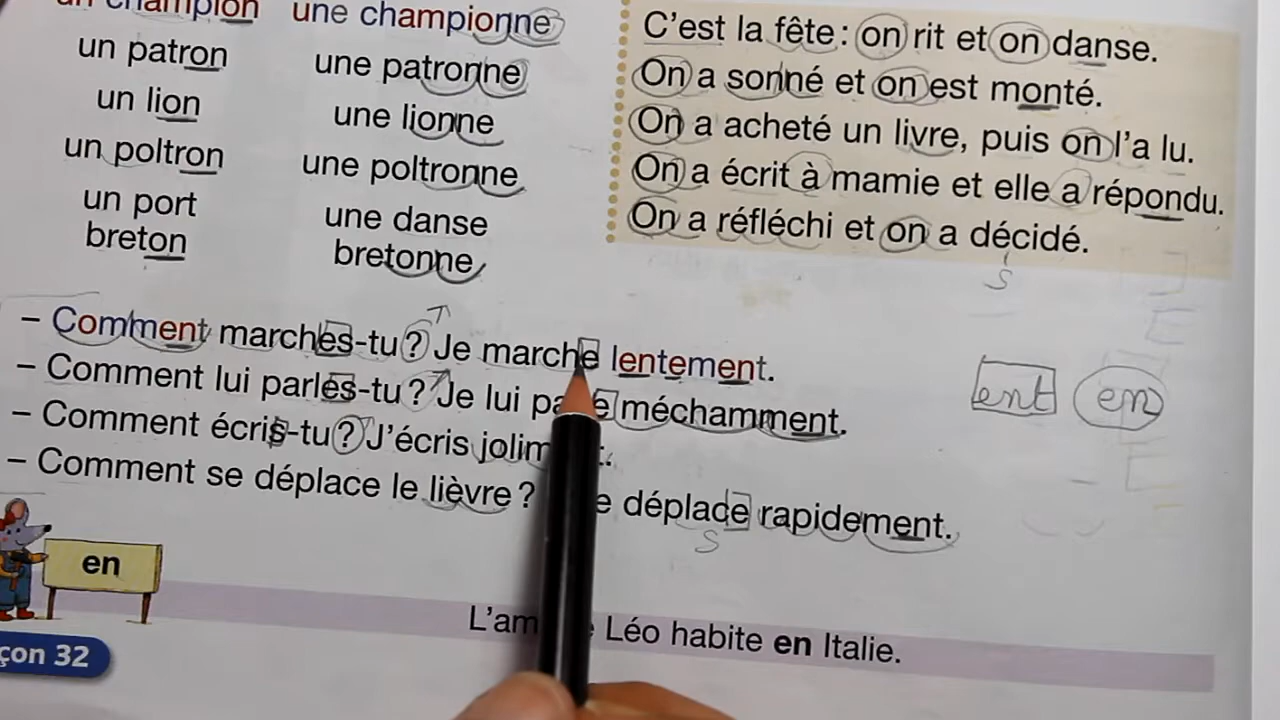 un champion une championne
un patron une patronne
un lion une lionne
un poltron une poltronne
un port une danse
breton bretonne
C'est la fête : on rit et on danse.
On a sonné et on est monté.
On a acheté un livre, puis on l'a lu.
On a écrit à mamie et elle a répondu.
On a réfléchi et on a décidé.
s
– Comment marches-tu ? Je marche lentement.
– Comment lui parles-tu ? Je lui méchamment.
– Comment écris-tu ? J'écris
– Comment se déplace le lièvre ? déplace rapidement.
s
ent en
en
32
L'am Léo habite en Italie.